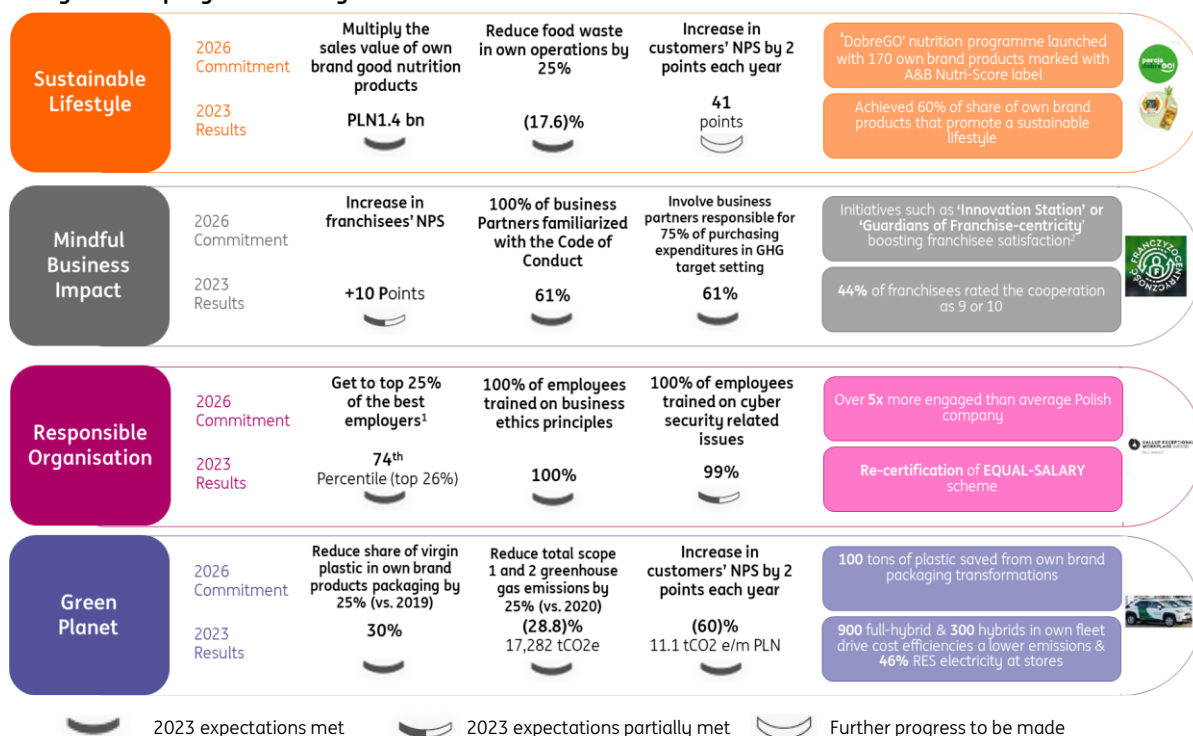 Sustainable
Lifestyle
2026
Commitment
Multiply the
sales value of own
brand good nutrition
products
Reduce food waste
in own operations by
25%
Increase in
customers' NPS by 2
points each year
2023
Results
PLN1.4 bn
(17.6)%
41
points
'DobreGO' nutrition programme launched
with 170 own brand products marked with
A&B Nutri-Score label
Achieved 60% of share of own brand
products that promote a sustainable
lifestyle
Mindful
Business
Impact
2026
Commitment
Increase in
franchisees' NPS
100% of business
Partners familiarized
with the Code of
Conduct
Involve business
partners responsible for
75% of purchasing
expenditures in GHG
target setting
2023
Results
+10 Points
61%
61%
Initiatives such as 'Innovation Station' or
'Guardians of Franchise-centricity'
boosting franchisee satisfaction²
44% of franchisees rated the cooperation
as 9 or 10
FRANCZYZOCENTRYCZNOŚĆ
Responsible
Organisation
2026
Commitment
Get to top 25%
of the best
employers¹
100% of employees
trained on business
ethics principles
100% of employees
trained on cyber
security related
issues
2023
Results
74th
Percentile (top 26%)
100%
99%
Over 5x more engaged than average Polish
company
Re-certification of EQUAL-SALARY
scheme
GALLUP EXCEPTIONAL
WORKPLACE AWARD
Green
Planet
2026
Commitment
Reduce share of virgin
plastic in own brand
products packaging by
25% (vs. 2019)
Reduce total scope
1 and 2 greenhouse
gas emissions by
25% (vs. 2020)
Increase in
customers' NPS by 2
points each year
2023
Results
30%
(28.8)%
17,282 tCO2e
(60)%
11.1 tCO2 e/m PLN
100 tons of plastic saved from own brand
packaging transformations
900 full-hybrid & 300 hybrids in own fleet
drive cost efficiencies a lower emissions &
46% RES electricity at stores
2023 expectations met
2023 expectations partially met
Further progress to be made